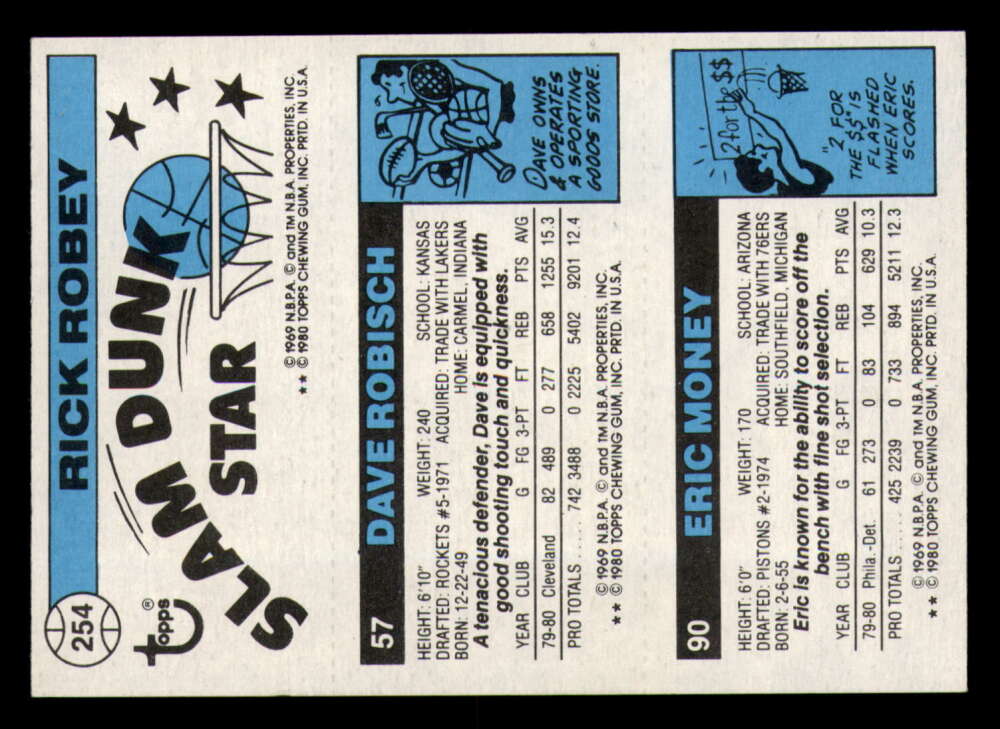 254
RICK ROBEY
topps®
SLAM DUNK
STAR
© 1969 N.B.P.A. © and TM N.B.A. PROPERTIES, INC.
★★ © 1980 TOPPS CHEWING GUM, INC. PRTD. IN U.S.A.
57
DAVE ROBISCH
DAVE OWNS
& OPERATES
A SPORTING
GOODS STORE.
HEIGHT: 6'10" WEIGHT: 240 SCHOOL: KANSAS
DRAFTED: ROCKETS #5-1971 ACQUIRED: TRADE WITH LAKERS
BORN: 12-22-49 HOME: CARMEL, INDIANA
A tenacious defender, Dave is equipped with
good shooting touch and quickness.
YEAR CLUB G FG 3-PT FT REB PTS AVG
79-80 Cleveland 82 489 0 277 658 1255 15.3
PRO TOTALS ..... 742 3488 0 2225 5402 9201 12.4
© 1969 N.B.P.A. © and TM N.B.A. PROPERTIES, INC.
★★ © 1980 TOPPS CHEWING GUM, INC. PRTD. IN U.S.A.
90
ERIC MONEY
2 for the $$
"2 FOR
THE $$" IS
FLASHED
WHEN ERIC
SCORES.
HEIGHT: 6'0" WEIGHT: 170 SCHOOL: ARIZONA
DRAFTED: PISTONS #2-1974 ACQUIRED: TRADE WITH 76ERS
BORN: 2-6-55 HOME: SOUTHFIELD, MICHIGAN
Eric is known for the ability to score off the
bench with fine shot selection.
YEAR CLUB G FG 3-PT FT REB PTS AVG
79-80 Phila.-Det. 61 273 0 83 104 629 10.3
PRO TOTALS ..... 425 2239 0 733 894 5211 12.3
© 1969 N.B.P.A. © and TM N.B.A. PROPERTIES, INC.
★★ © 1980 TOPPS CHEWING GUM, INC. PRTD. IN U.S.A.